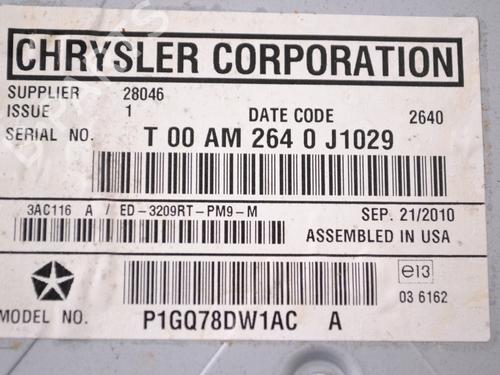 CHRYSLER CORPORATION
SUPPLIER 28046
ISSUE 1 DATE CODE 2640
SERIAL NO. T 00 AM 264 0 J1029
3AC116 A / ED-3209RT-PM9-M SEP. 21/2010
ASSEMBLED IN USA
e13
03 6162
MODEL NO. P1GQ78DW1AC A